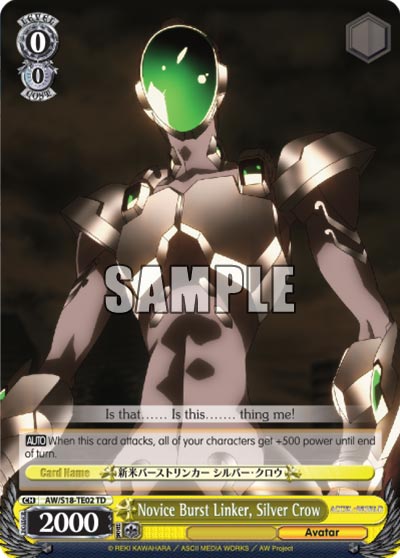 LEVEL
0
0
COST
SAMPLE
Is that…… Is this……. thing me!
AUTO When this card attacks, all of your characters get +500 power until end
of turn.
Card Name 新米バーストリンカー シルバー・クロウ
CH AW/S18-TE02 TD Novice Burst Linker, Silver Crow
2000 Avatar
© REKI KAWAHARA / ASCII MEDIA WORKS / AW Project